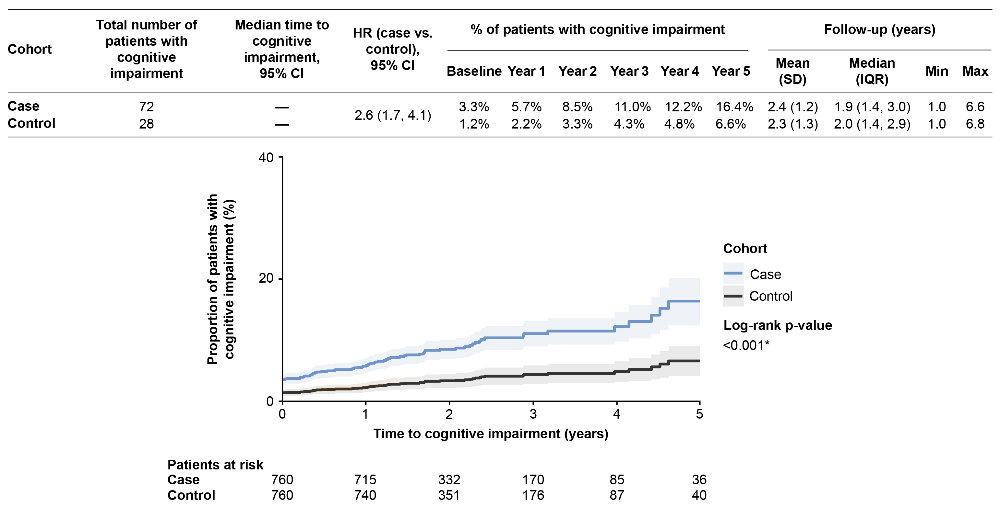 Cohort
Total number of
patients with
cognitive
impairment
Median time to
cognitive
impairment,
95% CI
HR (case vs.
control),
95% CI
% of patients with cognitive impairment
Baseline Year 1 Year 2 Year 3 Year 4 Year 5
Follow-up (years)
Mean
(SD)
Median
(IQR)
Min
Max
Case 72 — 3.3% 5.7% 8.5% 11.0% 12.2% 16.4% 2.4 (1.2) 1.9 (1.4, 3.0) 1.0 6.6
2.6 (1.7, 4.1)
Control 28 — 1.2% 2.2% 3.3% 4.3% 4.8% 6.6% 2.3 (1.3) 2.0 (1.4, 2.9) 1.0 6.8
Proportion of patients with
cognitive impairment (%)
40
20
0
0 1 2 3 4 5
Time to cognitive impairment (years)
Cohort
Case
Control
Log-rank p-value
<0.001*
Patients at risk
Case 760 715 332 170 85 36
Control 760 740 351 176 87 40